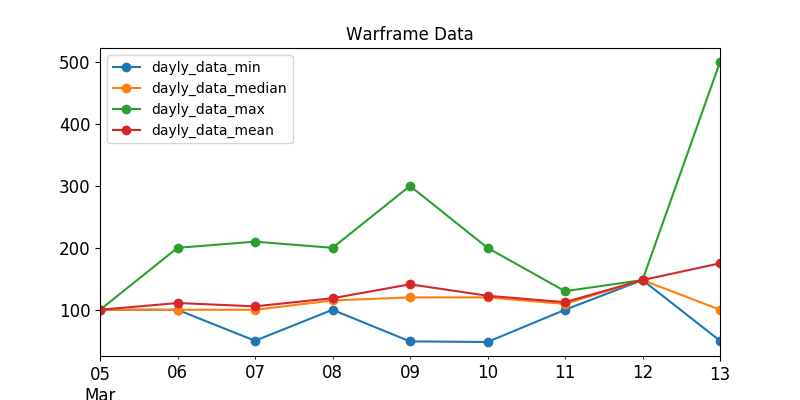 Warframe Data
dayly_data_min
dayly_data_median
dayly_data_max
dayly_data_mean
500
400
300
200
100
05 06 07 08 09 10 11 12 13
Mar